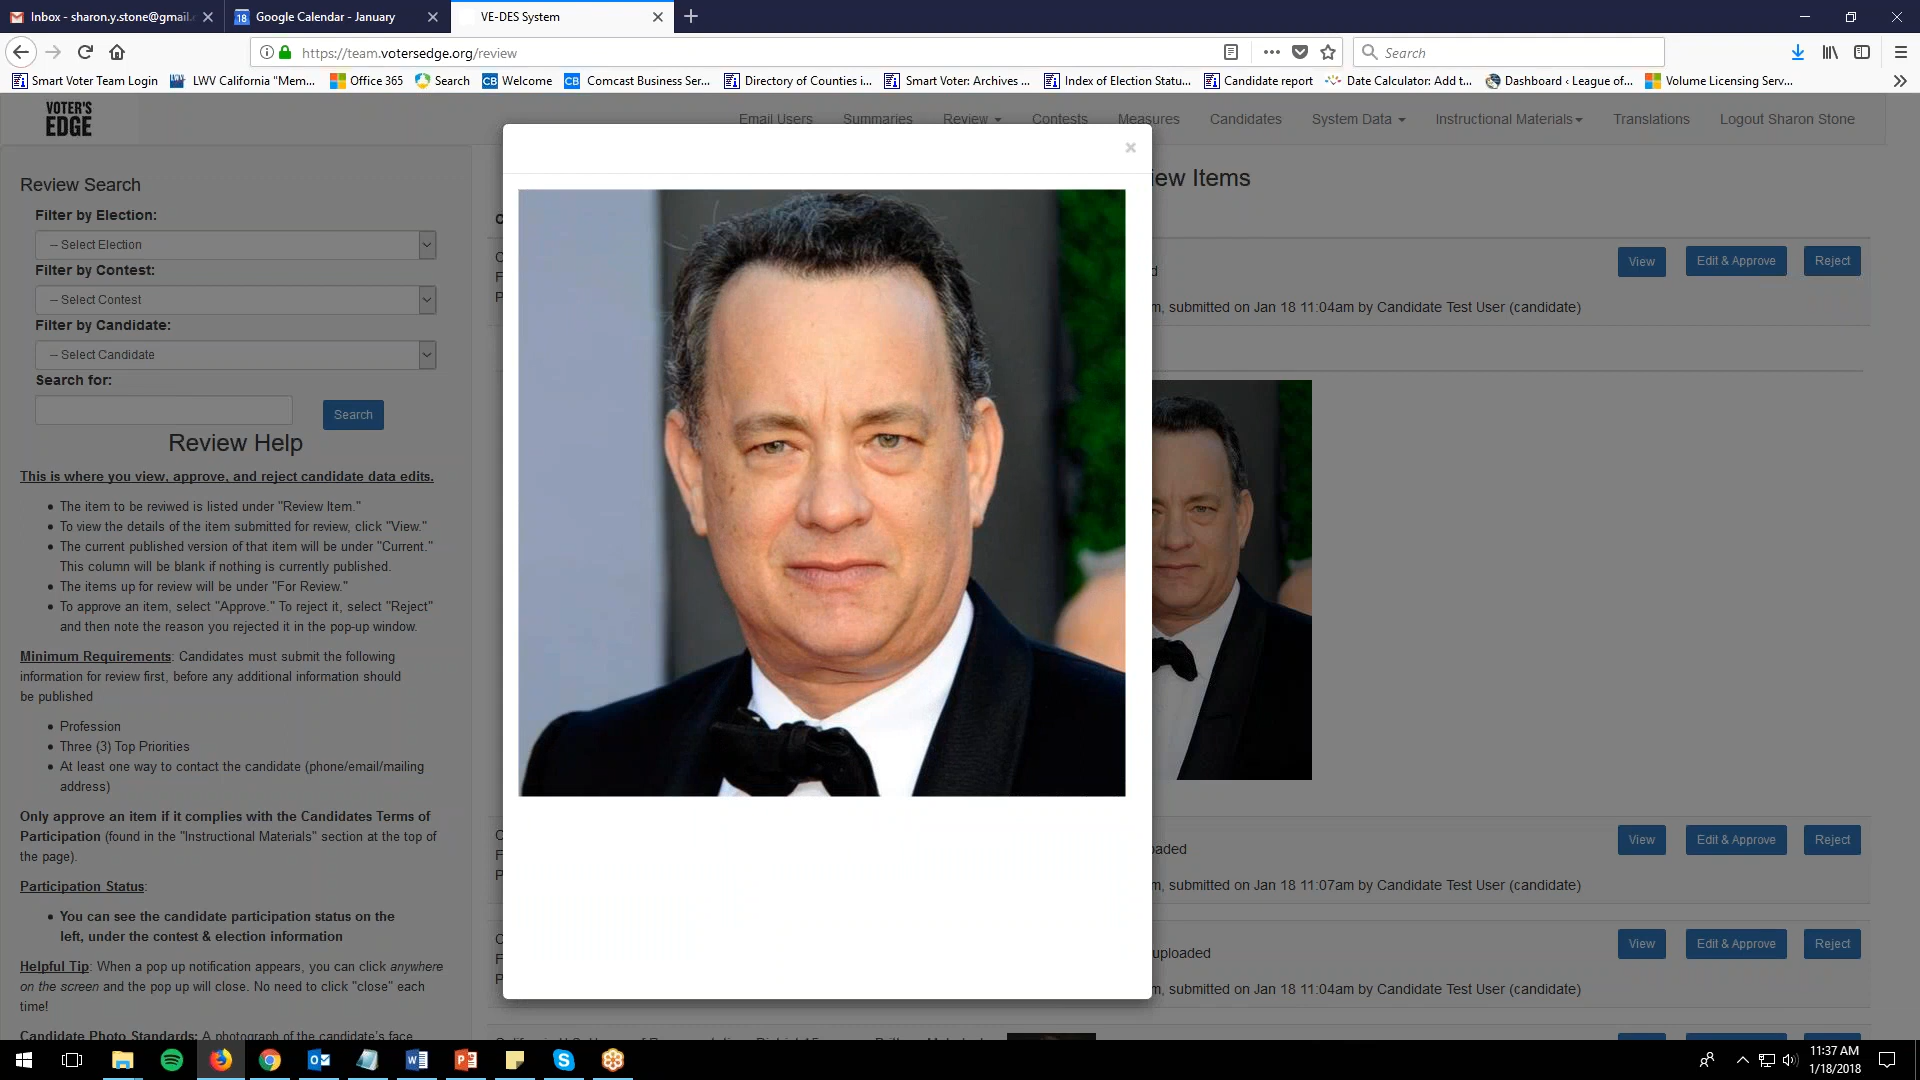 Inbox - sharon.y.stone@gmail.
Google Calendar - January
VE-DES System
https://team.votersedge.org/review
Search
Smart Voter Team Login
LWV California "Mem...
Office 365
Search
Welcome
Comcast Business Ser...
Directory of Counties i...
Smart Voter: Archives ...
Index of Election Statu...
Candidate report
Date Calculator: Add t...
Dashboard ‹ League of...
Volume Licensing Serv...
VOTER'S
EDGE
Email Users
Summaries
Review
Contests
Measures
Candidates
System Data
Instructional Materials
Translations
Logout Sharon Stone
Review Search
Filter by Election:
-- Select Election
Filter by Contest:
-- Select Contest
Filter by Candidate:
-- Select Candidate
Search for:
Search
Review Help
This is where you view, approve, and reject candidate data edits.
The item to be reviwed is listed under "Review Item."
To view the details of the item submitted for review, click "View."
The current published version of that item will be under "Current."
This column will be blank if nothing is currently published.
The items up for review will be under "For Review."
To approve an item, select "Approve." To reject it, select "Reject"
and then note the reason you rejected it in the pop-up window.
Minimum Requirements: Candidates must submit the following
information for review first, before any additional information should
be published
Profession
Three (3) Top Priorities
At least one way to contact the candidate (phone/email/mailing
address)
Only approve an item if it complies with the Candidates Terms of
Participation (found in the "Instructional Materials" section at the top of
the page).
Participation Status:
You can see the candidate participation status on the
left, under the contest & election information
Helpful Tip: When a pop up notification appears, you can click anywhere
on the screen and the pop up will close. No need to click "close" each
time!
Candidate Photo Standards: A photograph of the candidate's face
×
ew Items
d
View
Edit & Approve
Reject
m, submitted on Jan 18 11:04am by Candidate Test User (candidate)
aded
View
Edit & Approve
Reject
m, submitted on Jan 18 11:07am by Candidate Test User (candidate)
uploaded
View
Edit & Approve
Reject
m, submitted on Jan 18 11:04am by Candidate Test User (candidate)
11:37 AM
1/18/2018